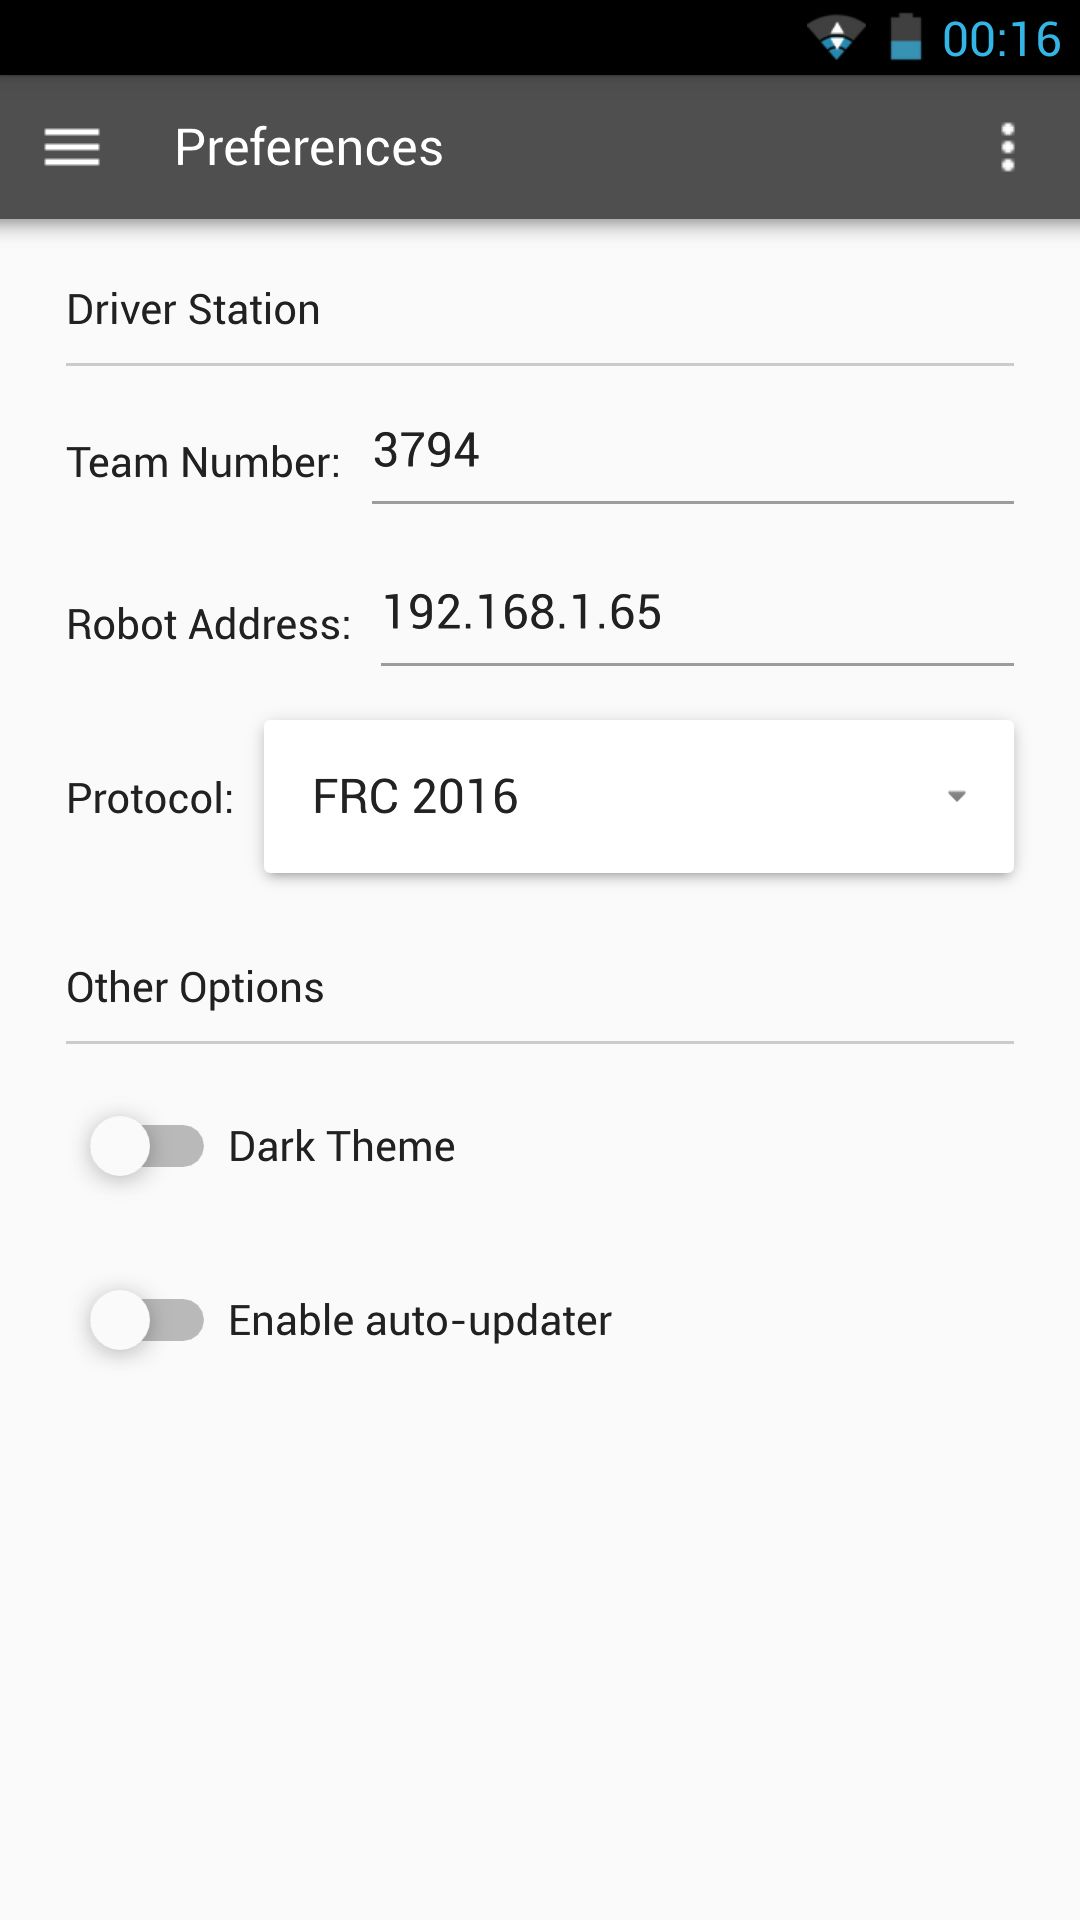 00:16
Preferences
Driver Station
Team Number: 3794
Robot Address: 192.168.1.65
Protocol: FRC 2016
Other Options
Dark Theme
Enable auto-updater